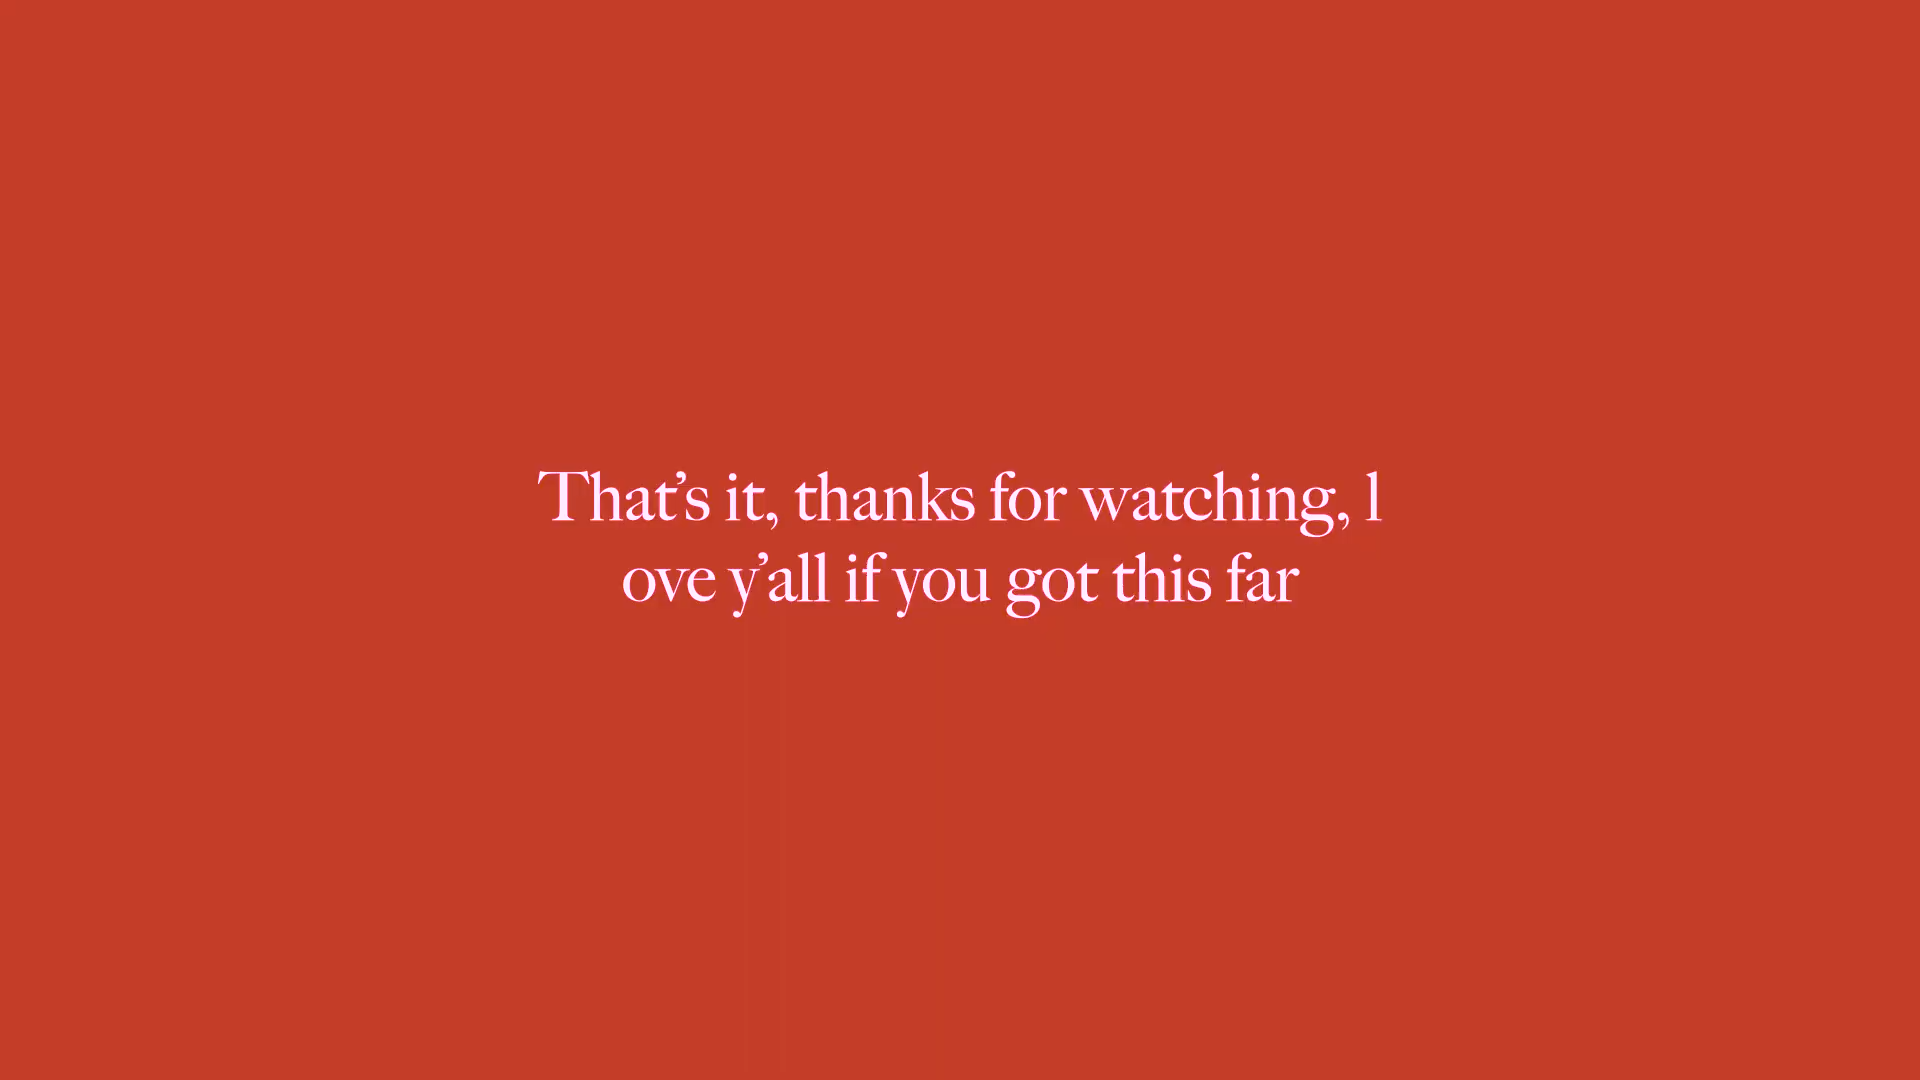 That’s it, thanks for watching, l
ove y’all if you got this far